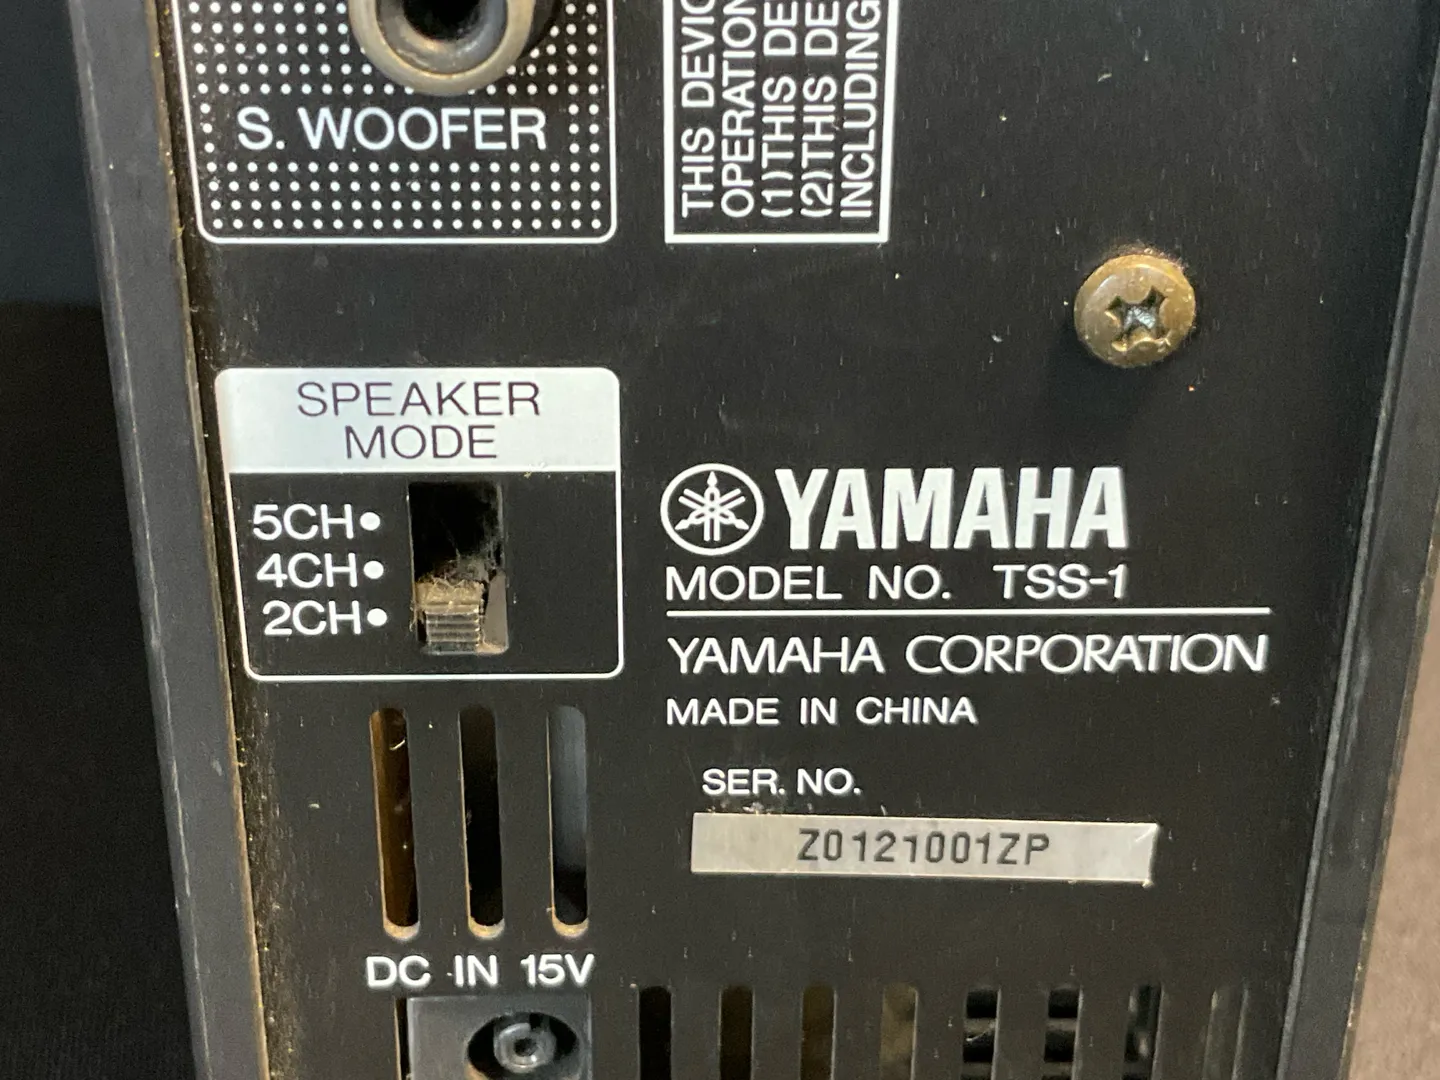 S. WOOFER
THIS DEVIC
OPERATION
(1)THIS DE
(2)THIS DE
INCLUDING
SPEAKER
MODE
5CH•
4CH•
2CH•
YAMAHA
MODEL NO. TSS-1
YAMAHA CORPORATION
MADE IN CHINA
SER. NO.
Z0121001ZP
DC IN 15V